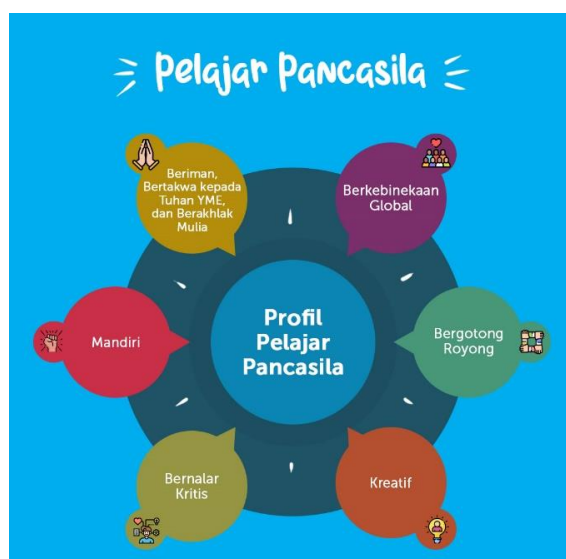 Pelajar Pancasila
Beriman,
Bertakwa kepada
Tuhan YME,
dan Berakhlak
Mulia
Berkebinekaan
Global
Mandiri
Profil
Pelajar
Pancasila
Bergotong
Royong
Bernalar
Kritis
Kreatif